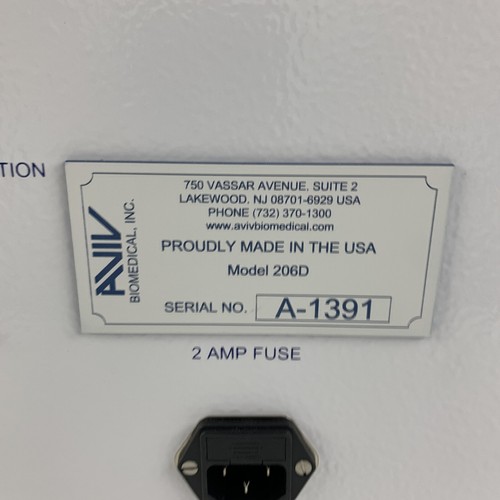 TION
750 VASSAR AVENUE, SUITE 2
LAKEWOOD, NJ 08701-6929 USA
PHONE (732) 370-1300
www.avivbiomedical.com
PROUDLY MADE IN THE USA
Model 206D
SERIAL NO. A-1391
AVIV
BIOMEDICAL, INC.
2 AMP FUSE